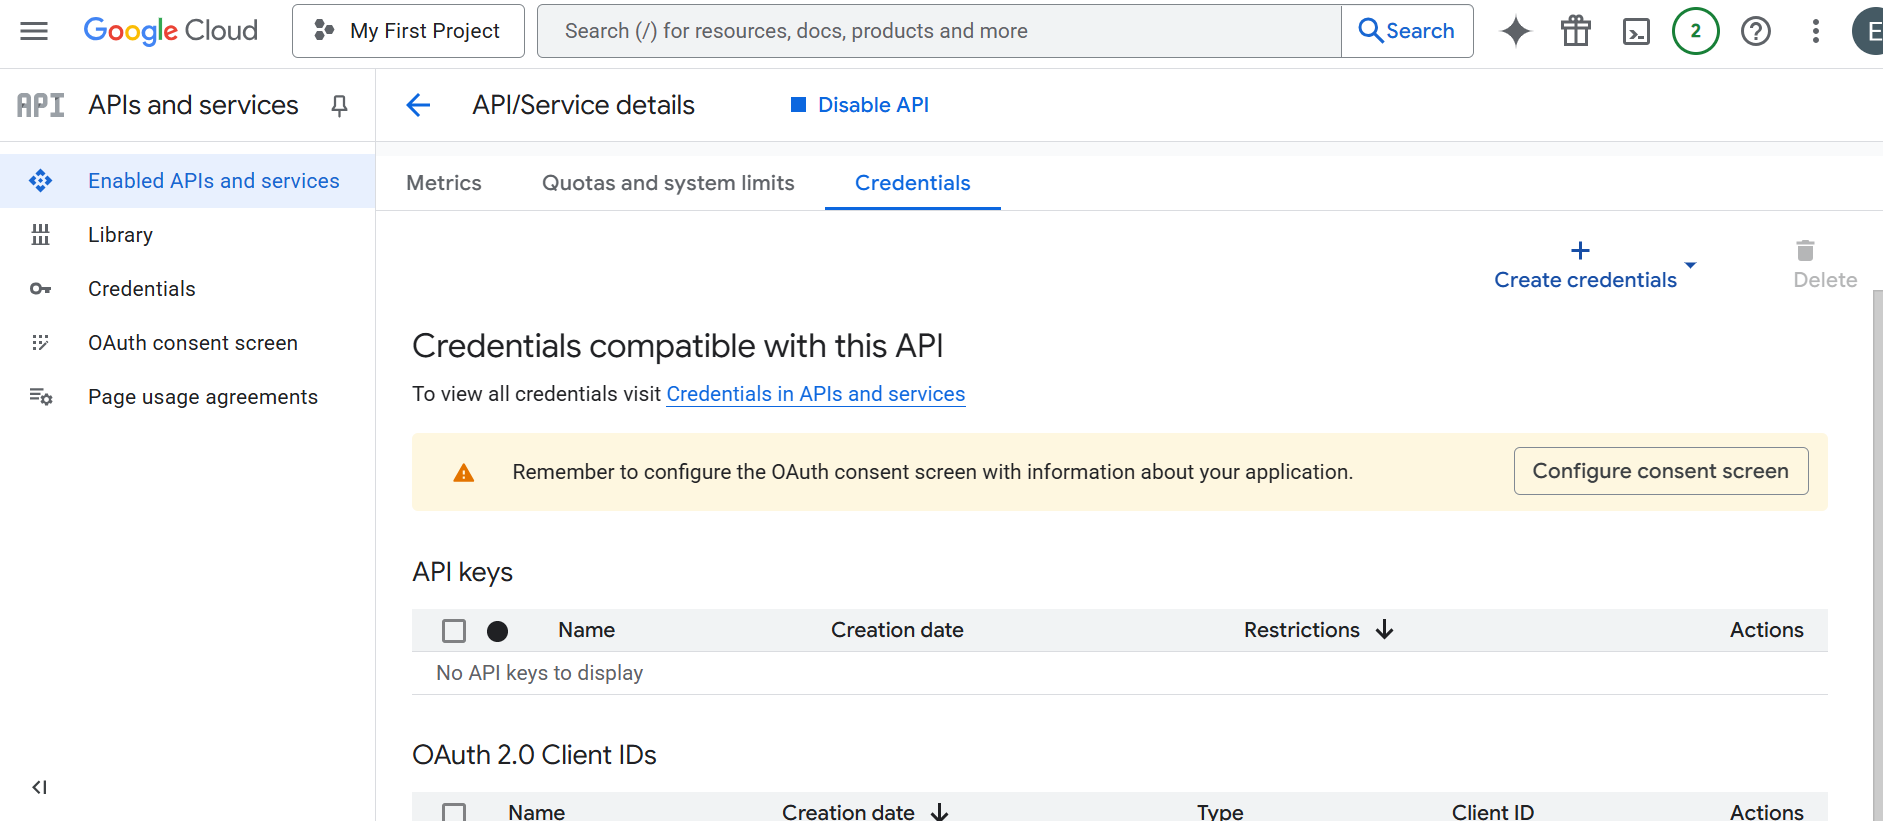 Google Cloud
My First Project
Search (/) for resources, docs, products and more
Search
2
E
API
APIs and services
API/Service details
Disable API
Enabled APIs and services
Library
Credentials
OAuth consent screen
Page usage agreements
Metrics
Quotas and system limits
Credentials
Create credentials
Delete
Credentials compatible with this API
To view all credentials visit Credentials in APIs and services
Remember to configure the OAuth consent screen with information about your application.
Configure consent screen
API keys
Name Creation date Restrictions Actions
No API keys to display
OAuth 2.0 Client IDs
Name Creation date Type Client ID Actions